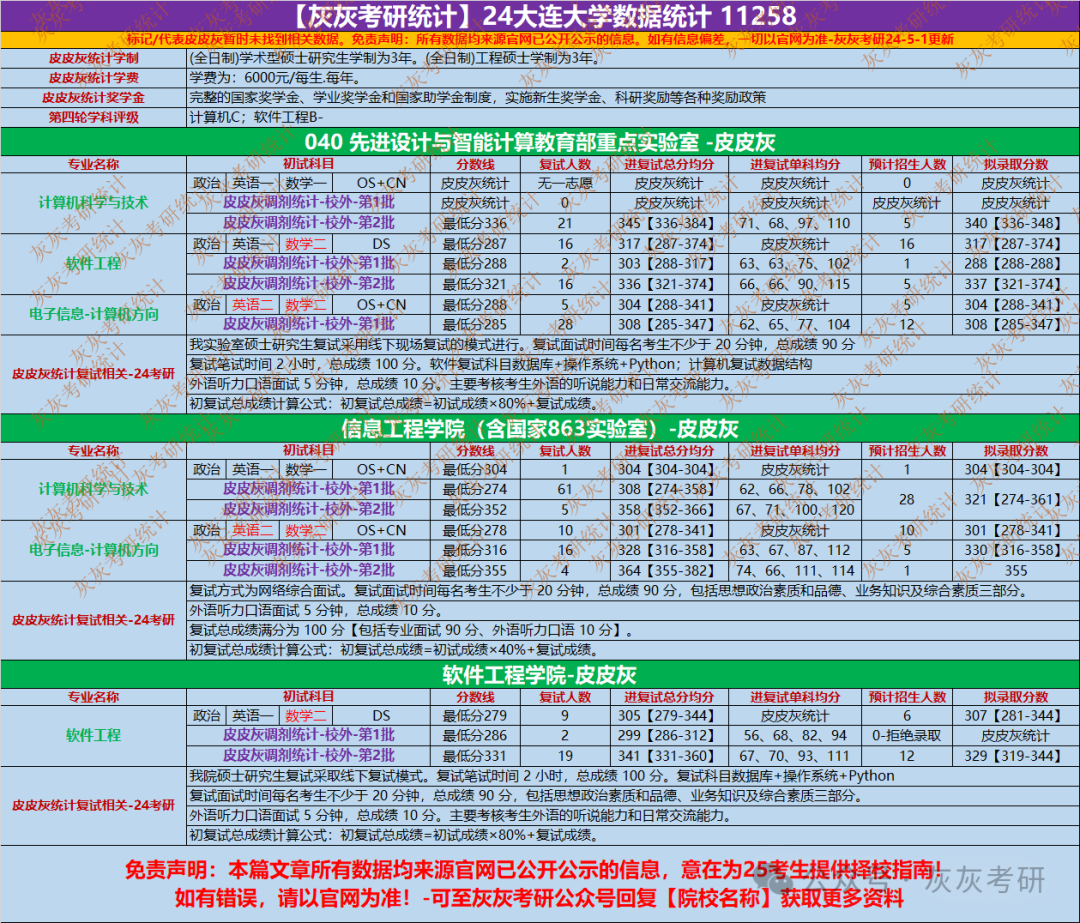 【灰灰考研统计】24大连大学数据统计 11258
标记/代表皮皮灰暂时未找到相关数据。免责声明：所有数据均来源官网已公开公示的信息。如有信息偏差，一切以官网为准-灰灰考研24-5-1更新
皮皮灰统计学制 (全日制)学术型硕士研究生学制为3年。(全日制)工程硕士学制为3年。
皮皮灰统计学费 学费为：6000元/每生.每年。
皮皮灰统计奖学金 完整的国家奖学金、学业奖学金和国家助学金制度，实施新生奖学金、科研奖励等各种奖励政策
第四轮学科评级 计算机C；软件工程B-
040 先进设计与智能计算教育部重点实验室 -皮皮灰
专业名称 初试科目 分数线 复试人数 进复试总分均分 进复试单科均分 预计招生人数 拟录取分数
计算机科学与技术 政治 英语一 数学一 OS+CN 皮皮灰统计 无一志愿 皮皮灰统计 皮皮灰统计 0 皮皮灰统计
皮皮灰调剂统计-校外-第1批 皮皮灰统计 0 皮皮灰统计 皮皮灰统计 皮皮灰统计 皮皮灰统计
皮皮灰调剂统计-校外-第2批 最低分336 21 345【336-384】 71、68、97、110 5 340【336-348】
软件工程 政治 英语一 数学二 DS 最低分287 16 317【287-374】 皮皮灰统计 16 317【287-374】
皮皮灰调剂统计-校外-第1批 最低分288 2 303【288-317】 63、63、75、102 1 288【288-288】
皮皮灰调剂统计-校外-第2批 最低分321 16 336【321-374】 66、66、90、115 5 337【321-374】
电子信息-计算机方向 政治 英语二 数学二 OS+CN 最低分288 5 304【288-341】 皮皮灰统计 5 304【288-341】
皮皮灰调剂统计-校外-第1批 最低分285 28 308【285-347】 62、65、77、104 12 308【285-347】
皮皮灰统计复试相关-24考研 我实验室硕士研究生复试采用线下现场复试的模式进行。复试面试时间每名考生不少于 20 分钟，总成绩 90 分
复试笔试时间 2 小时，总成绩 100 分。软件复试科目数据库+操作系统+Python；计算机复试数据结构
外语听力口语面试 5 分钟，总成绩 10 分。主要考核考生外语的听说能力和日常交流能力。
初复试总成绩计算公式：初复试总成绩=初试成绩×80%+复试成绩。
信息工程学院（含国家863实验室）-皮皮灰
专业名称 初试科目 分数线 复试人数 进复试总分均分 进复试单科均分 预计招生人数 拟录取分数
计算机科学与技术 政治 英语一 数学一 OS+CN 最低分304 1 304【304-304】 皮皮灰统计 1 304【304-304】
皮皮灰调剂统计-校外-第1批 最低分274 61 308【274-358】 62、66、78、102 28 321【274-361】
皮皮灰调剂统计-校外-第2批 最低分352 5 358【352-366】 67、71、100、120
电子信息-计算机方向 政治 英语二 数学二 OS+CN 最低分278 10 301【278-341】 皮皮灰统计 10 301【278-341】
皮皮灰调剂统计-校外-第1批 最低分316 16 328【316-358】 63、67、87、112 5 330【316-358】
皮皮灰调剂统计-校外-第2批 最低分355 4 364【355-382】 74、66、111、114 1 355
皮皮灰统计复试相关-24考研 复试方式为网络综合面试。复试面试时间每名考生不少于 20 分钟，总成绩 90 分，包括思想政治素质和品德、业务知识及综合素质三部分。
外语听力口语面试 5 分钟，总成绩 10 分。
复试总成绩满分为 100 分【包括专业面试 90 分、外语听力口语 10 分】。
初复试总成绩计算公式：初复试总成绩=初试成绩×40%+复试成绩。
软件工程学院-皮皮灰
专业名称 初试科目 分数线 复试人数 进复试总分均分 进复试单科均分 预计招生人数 拟录取分数
软件工程 政治 英语一 数学二 DS 最低分279 9 305【279-344】 皮皮灰统计 6 307【281-344】
皮皮灰调剂统计-校外-第1批 最低分286 2 299【286-312】 56、68、82、94 0-拒绝录取 皮皮灰统计
皮皮灰调剂统计-校外-第2批 最低分331 19 341【331-360】 67、70、93、111 12 329【319-344】
皮皮灰统计复试相关-24考研 我院硕士研究生复试采取线下复试模式。复试笔试时间 2 小时，总成绩 100 分。复试科目数据库+操作系统+Python
复试面试时间每名考生不少于 20 分钟，总成绩 90 分，包括思想政治素质和品德、业务知识及综合素质三部分。
外语听力口语面试 5 分钟，总成绩 10 分。主要考核考生外语的听说能力和日常交流能力。
初复试总成绩计算公式：初复试总成绩=初试成绩×80%+复试成绩。
免责声明：本篇文章所有数据均来源官网已公开公示的信息，意在为25考生提供择校指南！
如有错误，请以官网为准！-可至灰灰考研公众号回复【院校名称】获取更多资料
公众号 · 灰灰考研